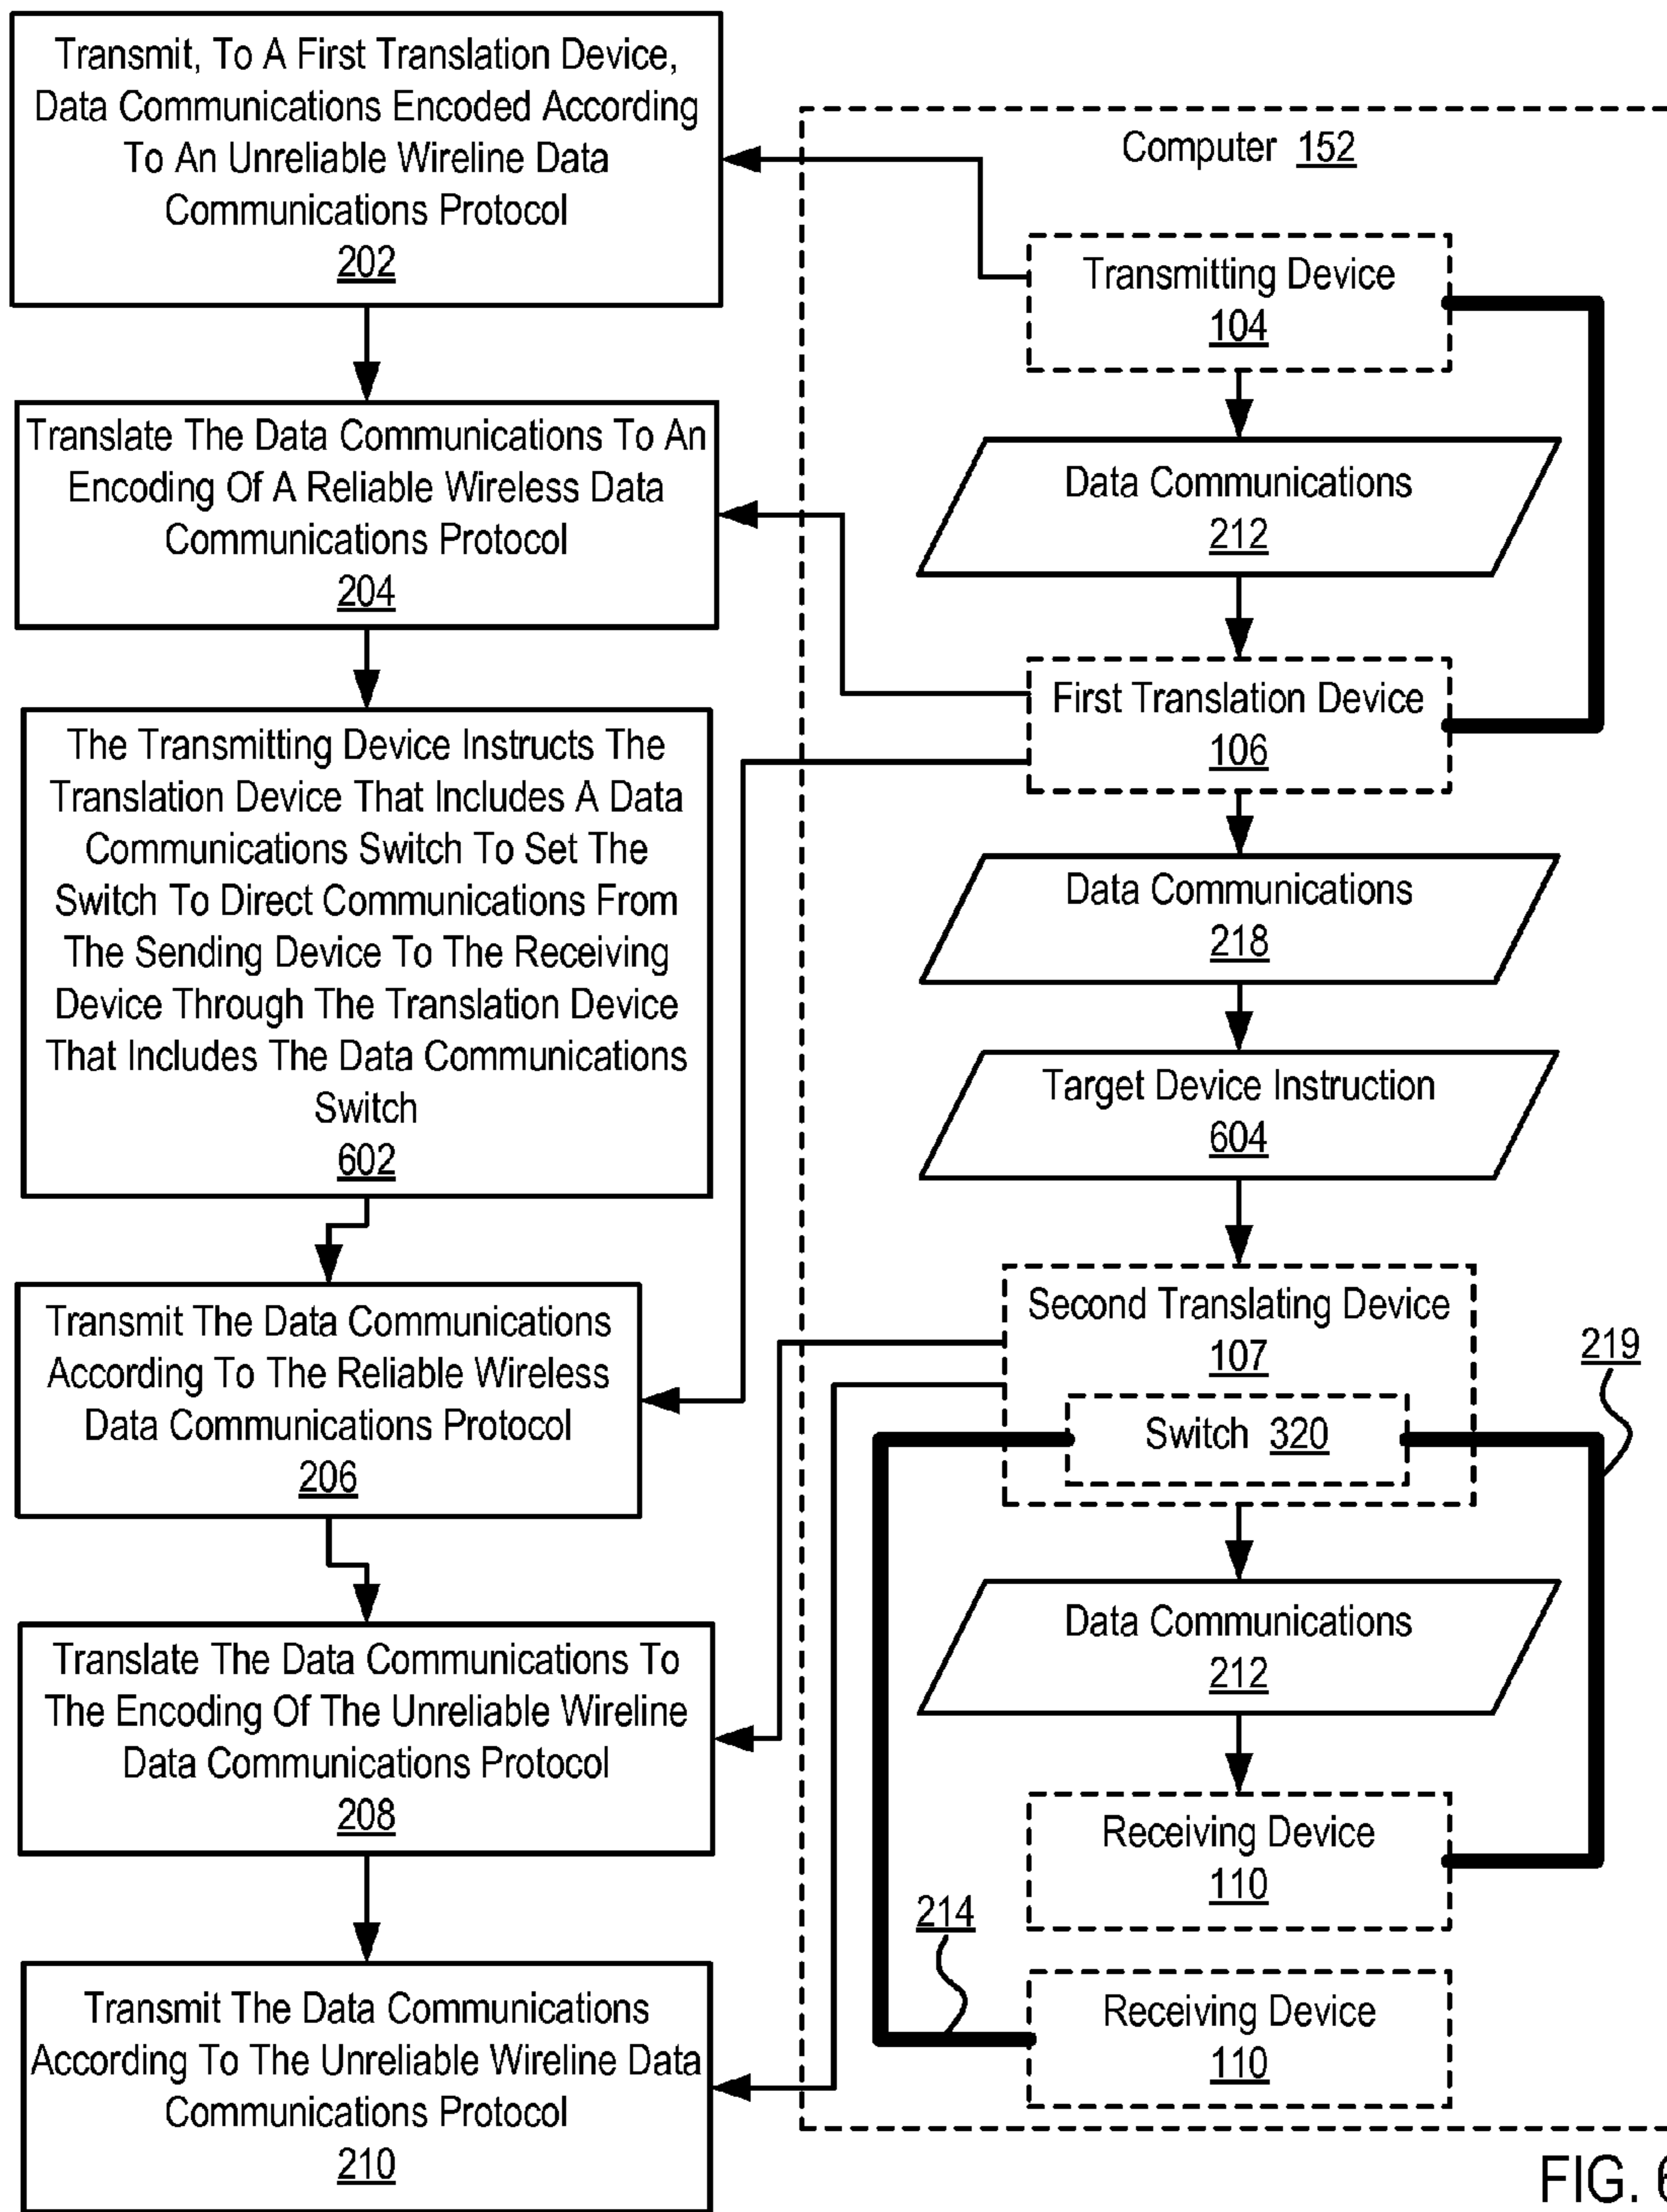 Transmit, To A First Translation Device,
Data Communications Encoded According
To An Unreliable Wireline Data
Communications Protocol
202
Translate The Data Communications To An
Encoding Of A Reliable Wireless Data
Communications Protocol
204
The Transmitting Device Instructs The
Translation Device That Includes A Data
Communications Switch To Set The
Switch To Direct Communications From
The Sending Device To The Receiving
Device Through The Translation Device
That Includes The Data Communications
Switch
602
Transmit The Data Communications
According To The Reliable Wireless
Data Communications Protocol
206
Translate The Data Communications To
The Encoding Of The Unreliable Wireline
Data Communications Protocol
208
Transmit The Data Communications
According To The Unreliable Wireline Data
Communications Protocol
210
Computer 152
Transmitting Device
104
Data Communications
212
First Translation Device
106
Data Communications
218
Target Device Instruction
604
Second Translating Device
107
Switch 320
219
Data Communications
212
Receiving Device
110
214
Receiving Device
110
FIG. 6